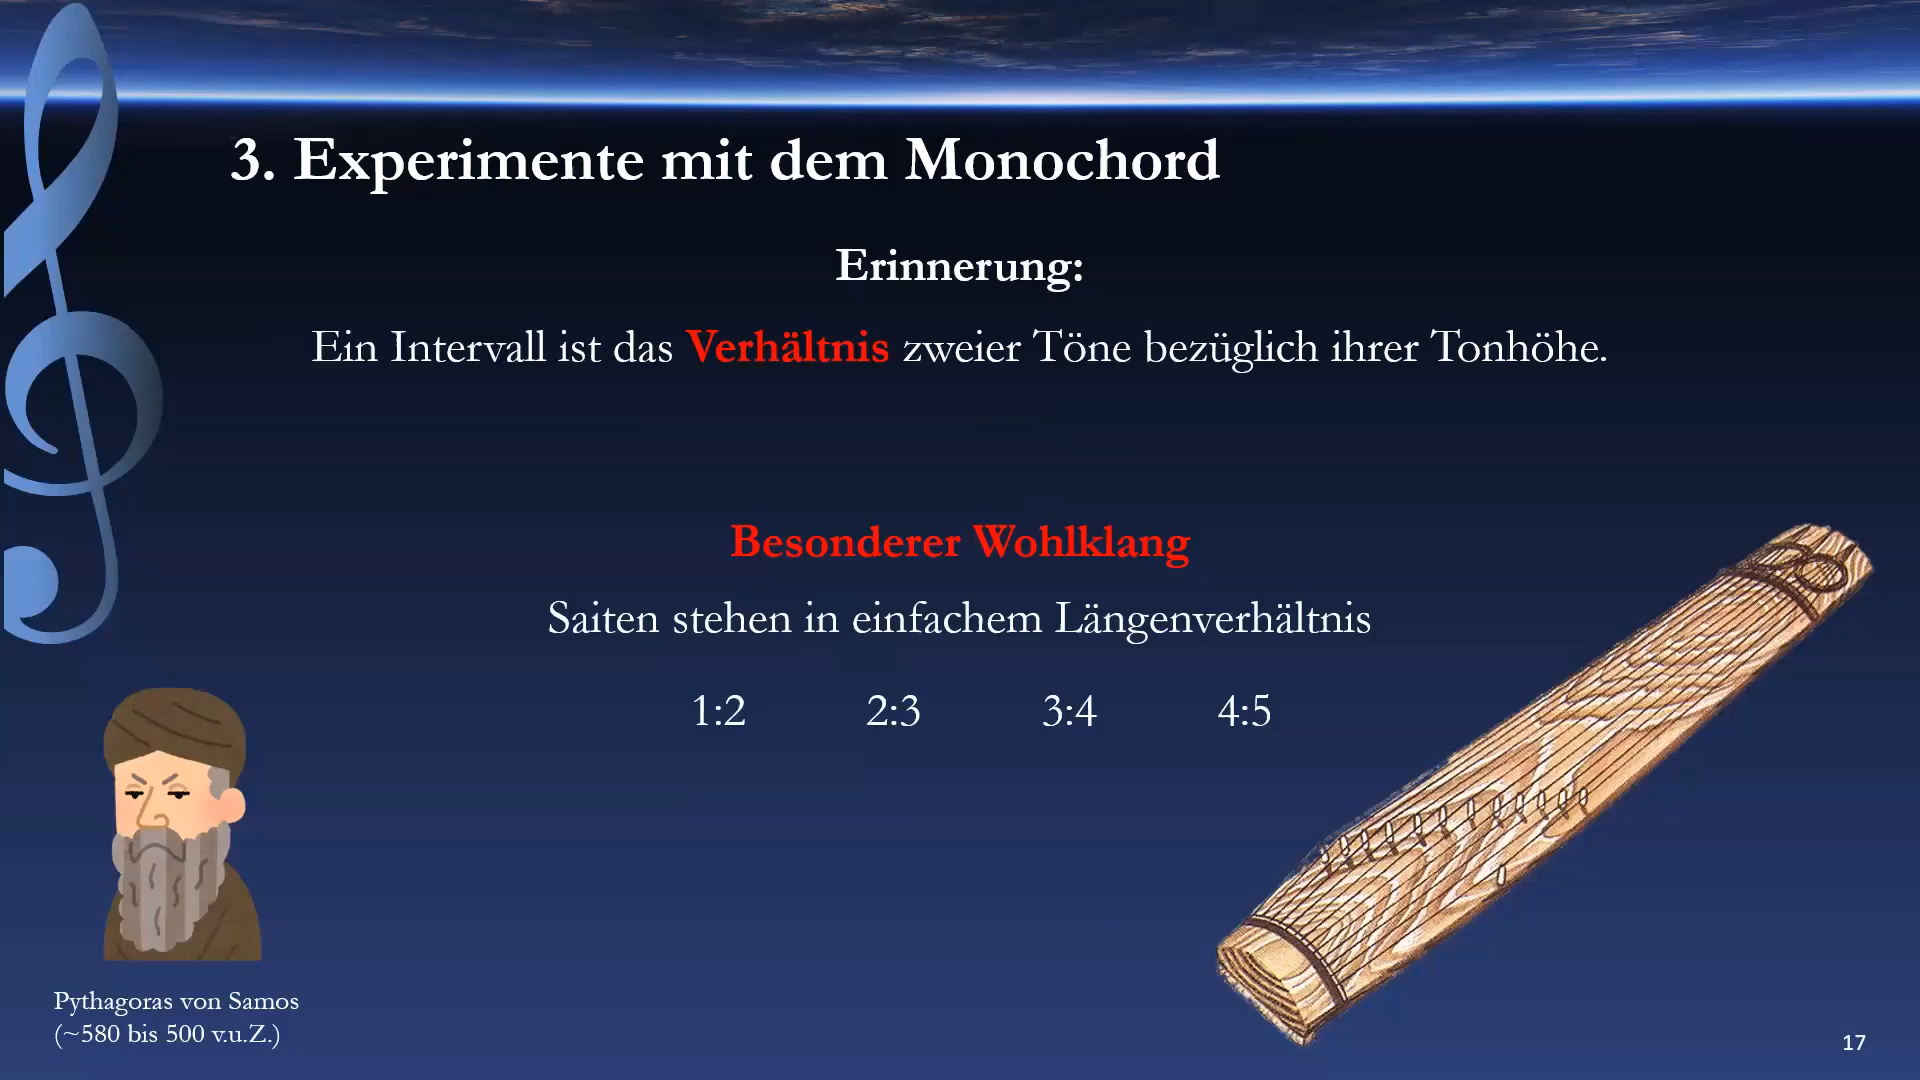 3. Experimente mit dem Monochord
Erinnerung:
Ein Intervall ist das Verhältnis zweier Töne bezüglich ihrer Tonhöhe.
Besonderer Wohlklang
Saiten stehen in einfachem Längenverhältnis
1:2 2:3 3:4 4:5
Pythagoras von Samos
(~580 bis 500 v.u.Z.)
17